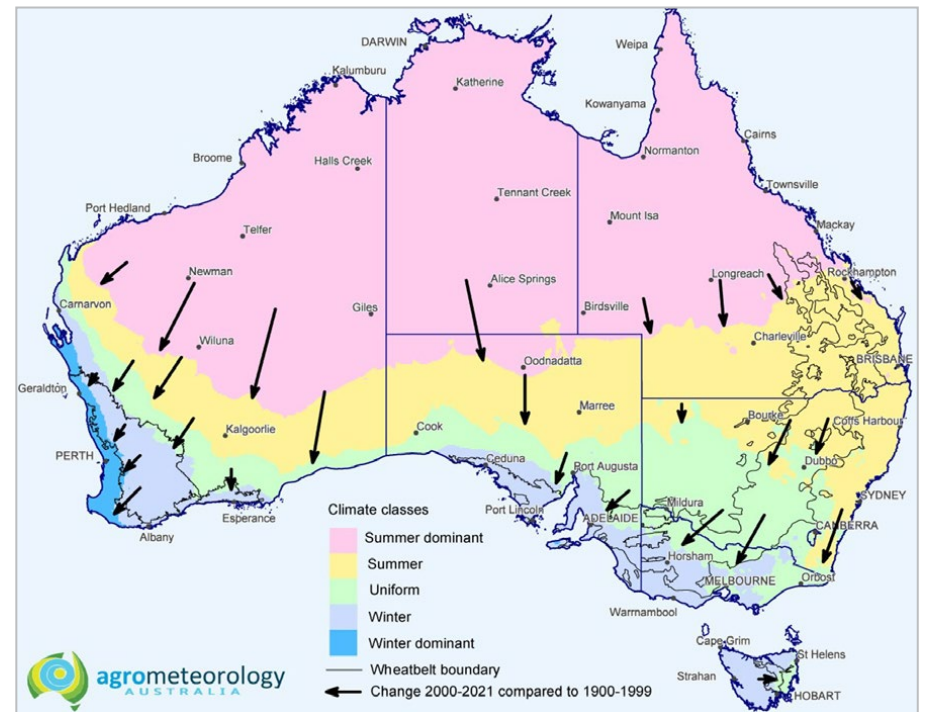 DARWIN
Weipa
Kalumburu
Katherine
Kowanyama
Cairns
Broome
Halls Creek
Normanton
Tennant Creek
Townsville
Port Hedland
Telfer
Mount Isa
Mackay
Newman
Alice Springs
Longreach
Rockhampton
Carnarvon
Giles
Birdsville
Wiluna
Charleville
Oodnadatta
BRISBANE
Geraldton
Marree
Kalgoorlie
Cook
Bourke
Coffs Harbour
PERTH
Ceduna
Port Augusta
Dubbo
Mildura
SYDNEY
Esperance
Port Lincoln
ADELAIDE
CANBERRA
Albany
Horsham
MELBOURNE
Orbost
Warrnambool
Climate classes
Summer dominant
Summer
Uniform
Winter
Winter dominant
Wheatbelt boundary
Change 2000-2021 compared to 1900-1999
Cape Grim
St Helens
Strahan
HOBART
agrometeorology
AUSTRALIA